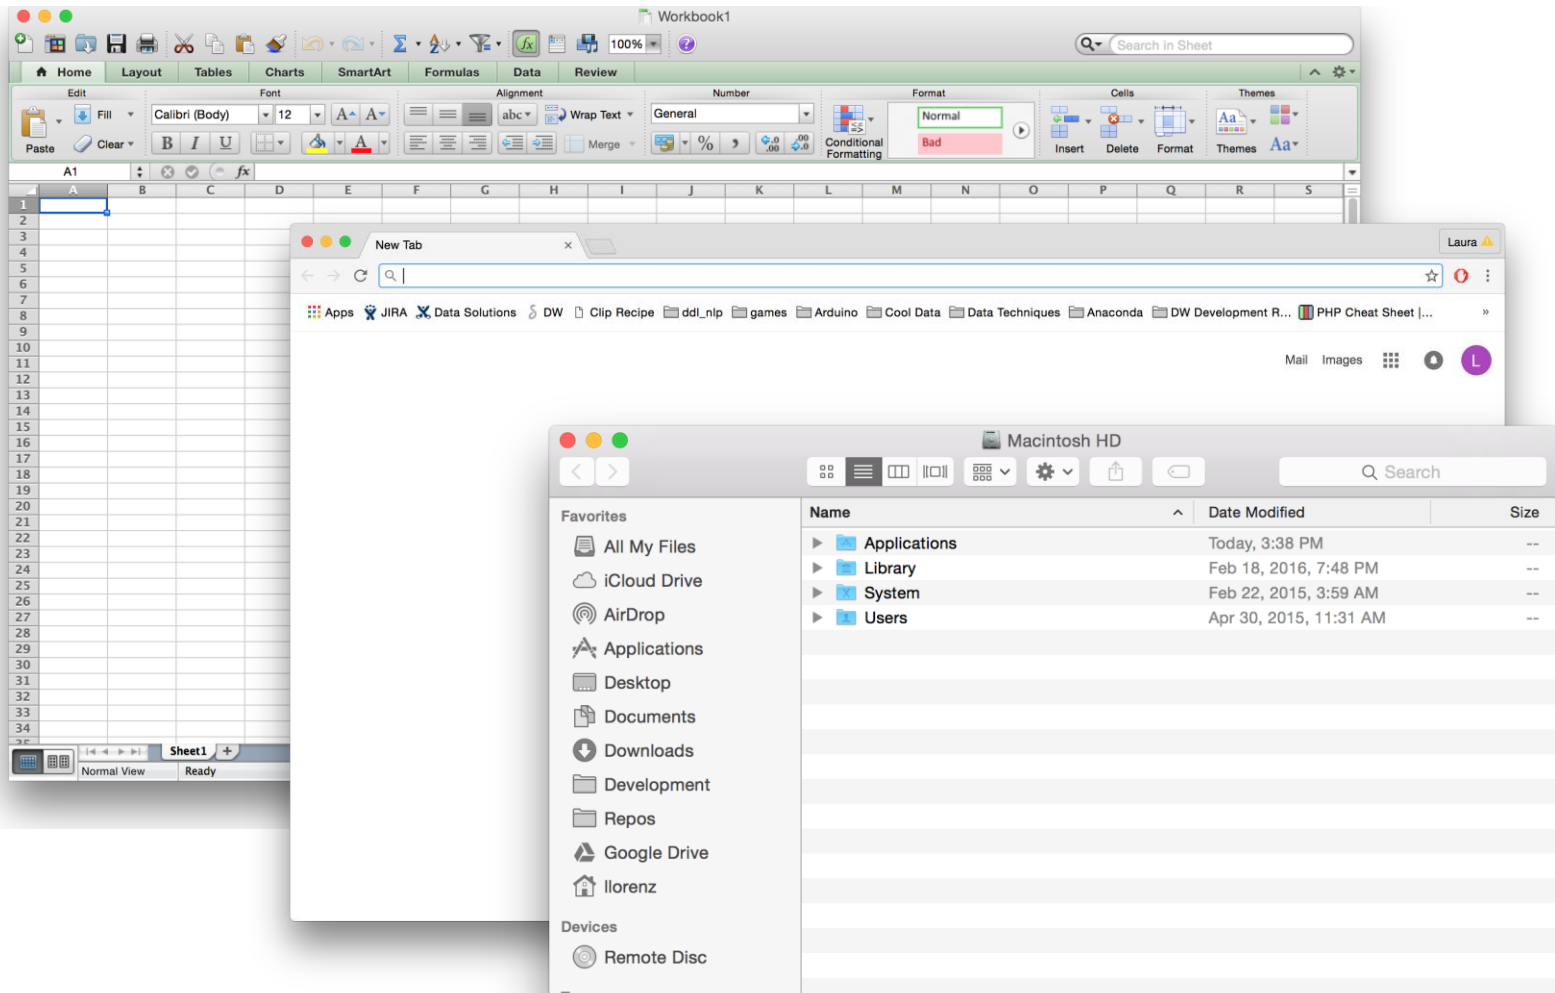 Workbook1
100%
Search in Sheet
Home Layout Tables Charts SmartArt Formulas Data Review
Edit Font Alignment Number Format Cells Themes
Paste Fill Calibri (Body) 12 A A abc Wrap Text General Conditional Formatting Normal Insert Delete Format Themes Aa
Clear B I U A Merge % .0 .00 .00 .0 Bad Aa
A1 fx
A B C D E F G H I J K L M N O P Q R S
1
2
3
4
5
6
7
8
9
10
11
12
13
14
15
16
17
18
19
20
21
22
23
24
25
26
27
28
29
30
31
32
33
34
35
Sheet1
Normal View Ready
New Tab
Laura
Apps JIRA Data Solutions DW Clip Recipe ddl_nlp games Arduino Cool Data Data Techniques Anaconda DW Development R... PHP Cheat Sheet |... »
Mail Images L
Macintosh HD
Search
Favorites
All My Files
iCloud Drive
AirDrop
Applications
Desktop
Documents
Downloads
Development
Repos
Google Drive
llorenz
Devices
Remote Disc
Name Date Modified Size
Applications Today, 3:38 PM --
Library Feb 18, 2016, 7:48 PM --
System Feb 22, 2015, 3:59 AM --
Users Apr 30, 2015, 11:31 AM --